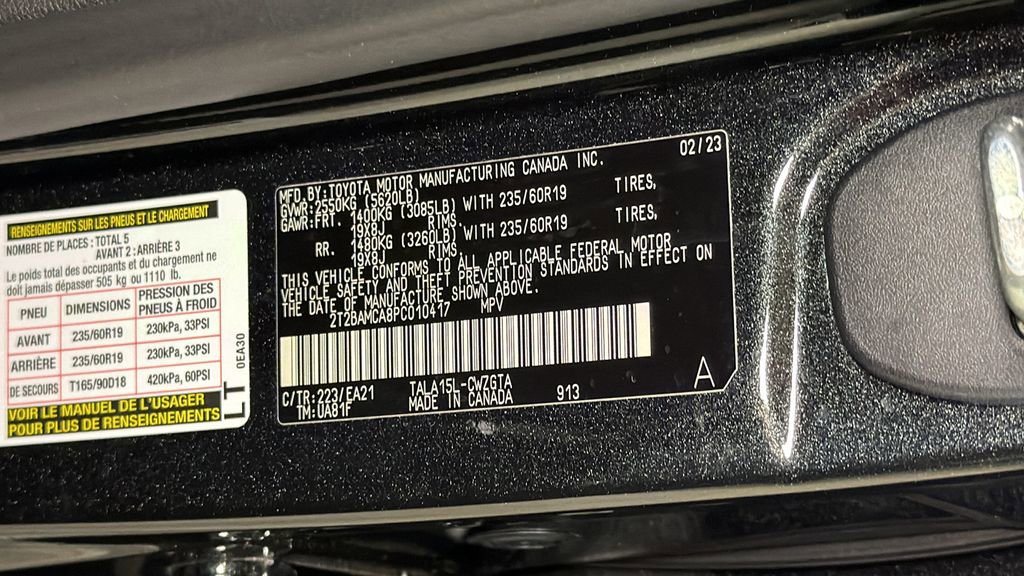 RENSEIGNEMENTS SUR LES PNEUS ET LE CHARGEMENT
NOMBRE DE PLACES : TOTAL 5
AVANT 2 : ARRIÈRE 3
Le poids total des occupants et du chargement ne
doit jamais dépasser 505 kg ou 1110 lb.
PNEU DIMENSIONS PRESSION DES PNEUS À FROID
AVANT 235/60R19 230kPa, 33PSI
ARRIÈRE 235/60R19 230kPa, 33PSI
DE SECOURS T165/90D18 420kPa, 60PSI
VOIR LE MANUEL DE L'USAGER
POUR PLUS DE RENSEIGNEMENTS
LT 0EA30
MFD. BY: TOYOTA MOTOR MANUFACTURING CANADA INC. 02/23
GVWR: 2550KG (5620LB)
GAWR: FRT. 1400KG (3085LB) WITH 235/60R19 TIRES,
19X8J RIMS
RR. 1480KG (3260LB) WITH 235/60R19 TIRES,
19X8J RIMS
THIS VEHICLE CONFORMS TO ALL APPLICABLE FEDERAL MOTOR
VEHICLE SAFETY AND THEFT PREVENTION STANDARDS IN EFFECT ON
THE DATE OF MANUFACTURE SHOWN ABOVE.
2T2BAMCA8PC010417 MPV
C/TR: 223/EA21 TALA15L-CWZGTA 913 A
TM: UA81F MADE IN CANADA